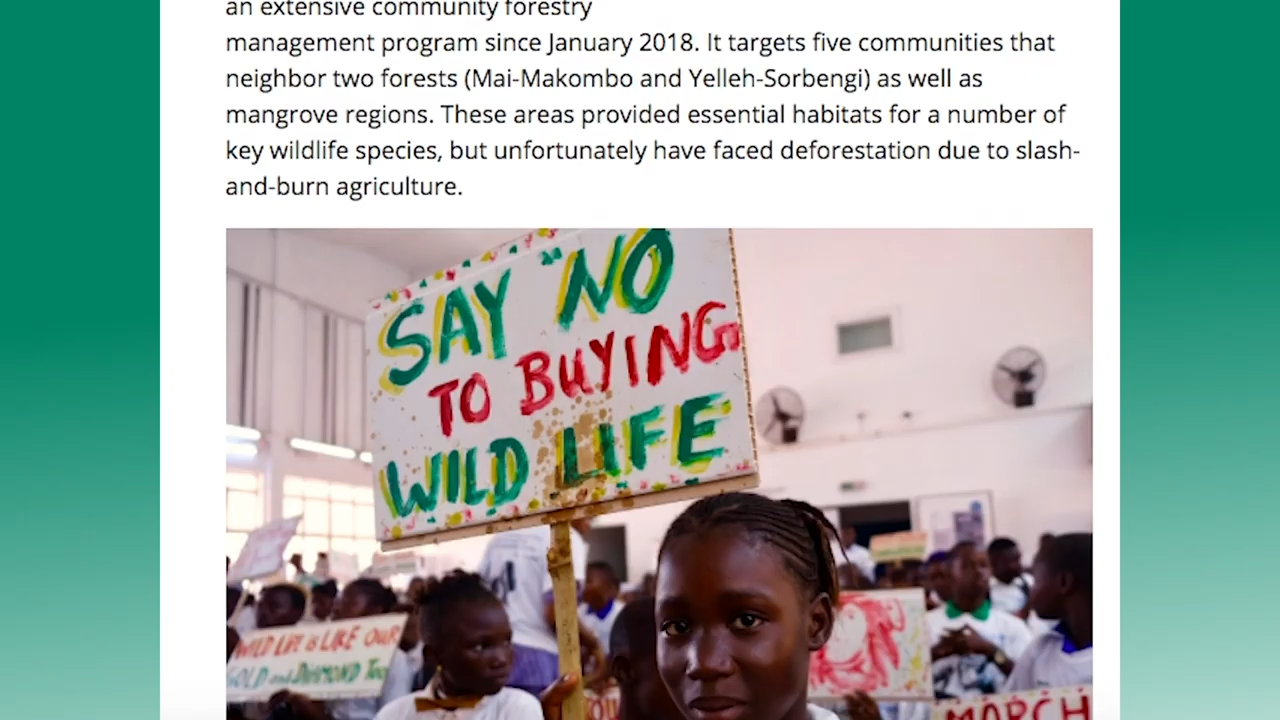 an extensive community forestry
management program since January 2018. It targets five communities that
neighbor two forests (Mai-Makombo and Yelleh-Sorbengi) as well as
mangrove regions. These areas provided essential habitats for a number of
key wildlife species, but unfortunately have faced deforestation due to slash-
and-burn agriculture.
SAY "NO
TO BUYING
WILD LIFE
WILD LIFE IS LIKE OUR
GOLD and DIAMOND
MARCH